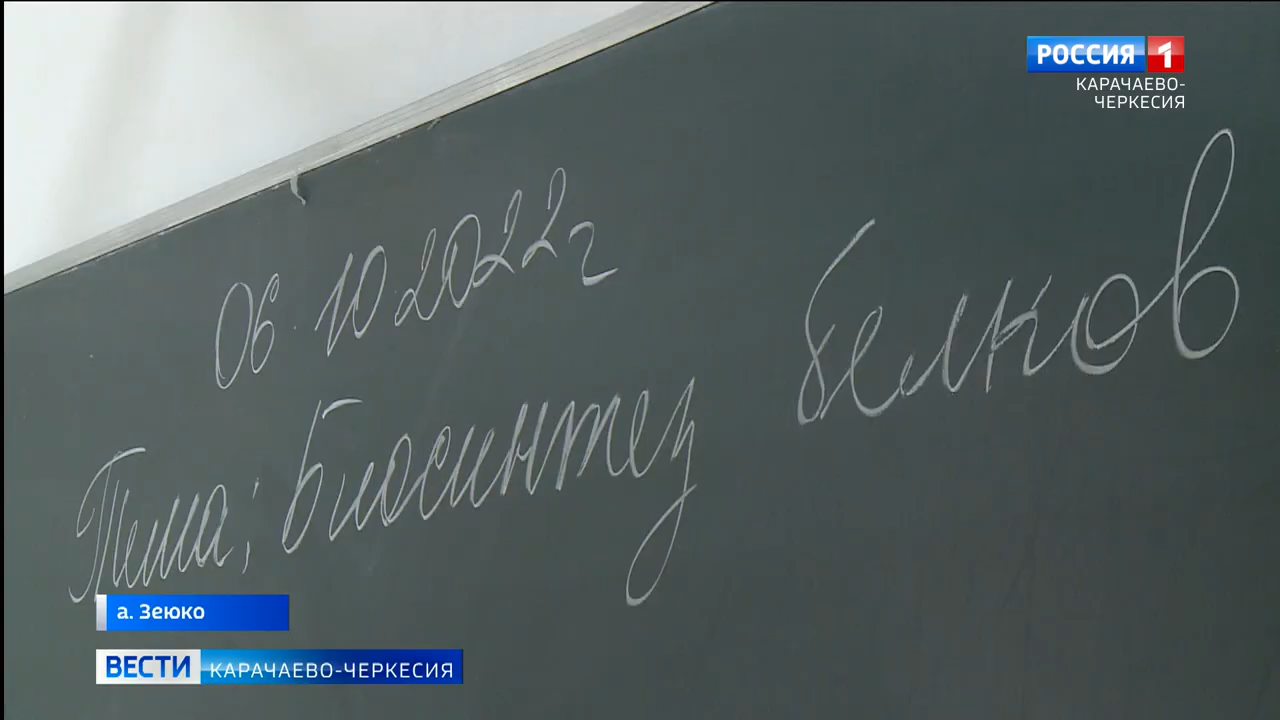 РОССИЯ 1
КАРАЧАЕВО-
ЧЕРКЕСИЯ
06.10.2022г
Тема: Биосинтез белков
а. Зеюко
ВЕСТИ КАРАЧАЕВО-ЧЕРКЕСИЯ